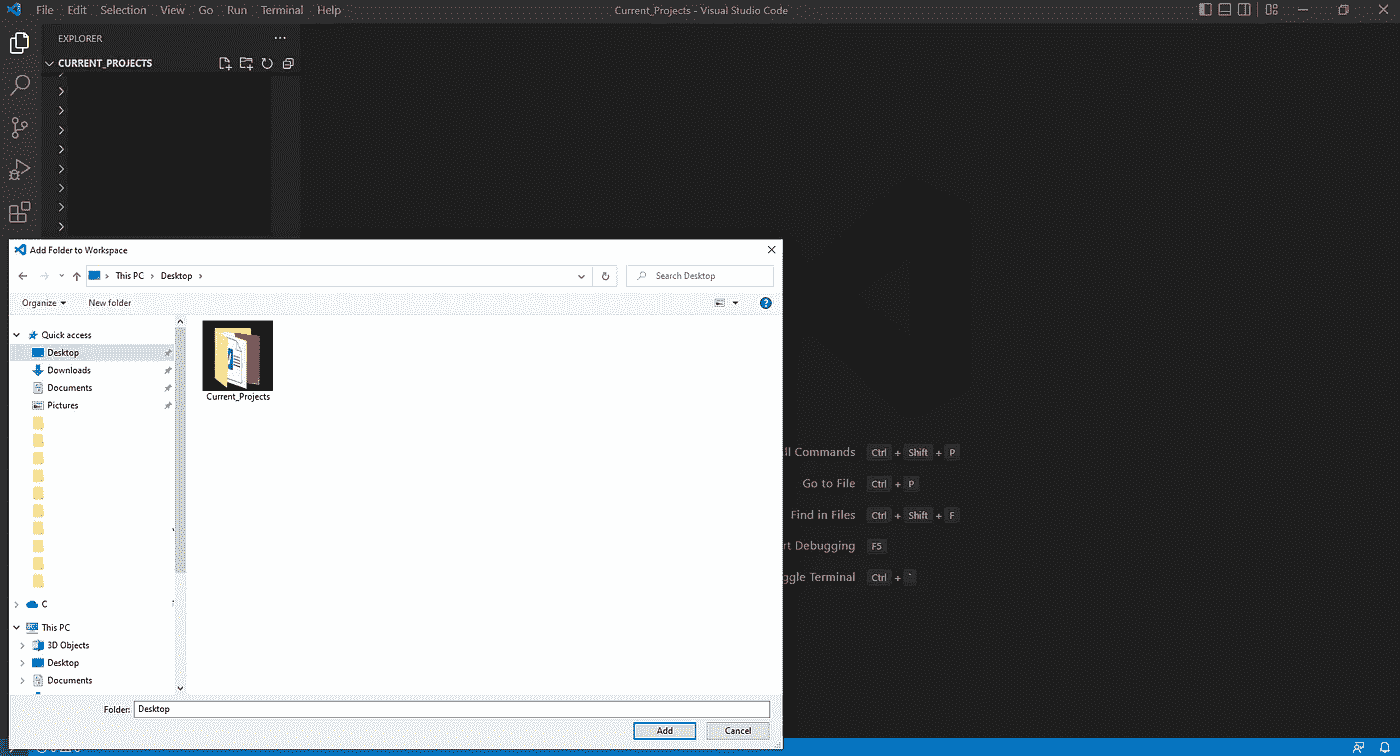 File Edit Selection View Go Run Terminal Help
Current_Projects - Visual Studio Code
EXPLORER
CURRENT_PROJECTS
Add Folder to Workspace
This PC > Desktop >
Search Desktop
Organize
New folder
Quick access
Desktop
Downloads
Documents
Pictures
C
This PC
3D Objects
Desktop
Documents
Current_Projects
Commands Ctrl + Shift + P
Go to File Ctrl + P
Find in Files Ctrl + Shift + F
Debugging F5
Terminal Ctrl + `
Folder: Desktop
Add
Cancel